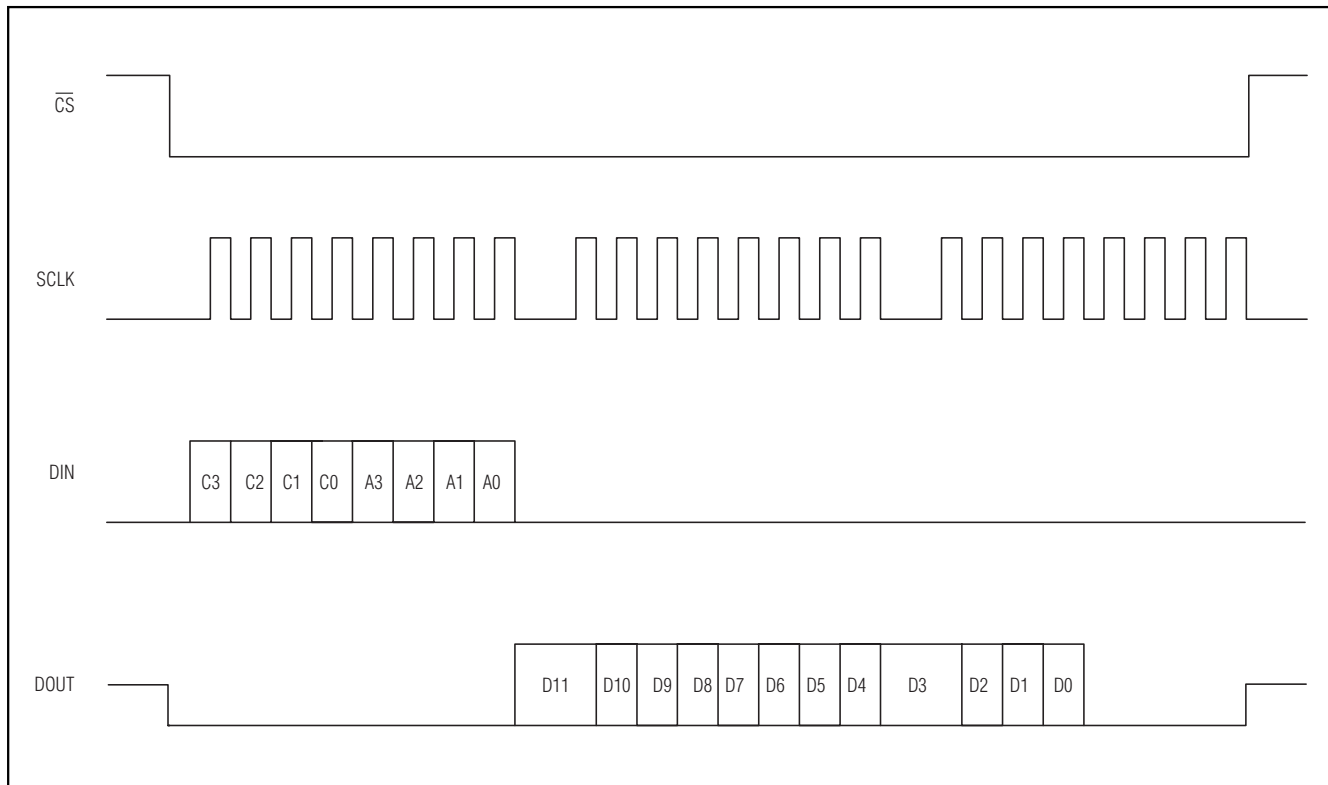 C̅S̅
SCLK
DIN
C3 C2 C1 C0 A3 A2 A1 A0
DOUT
D11 D10 D9 D8 D7 D6 D5 D4 D3 D2 D1 D0